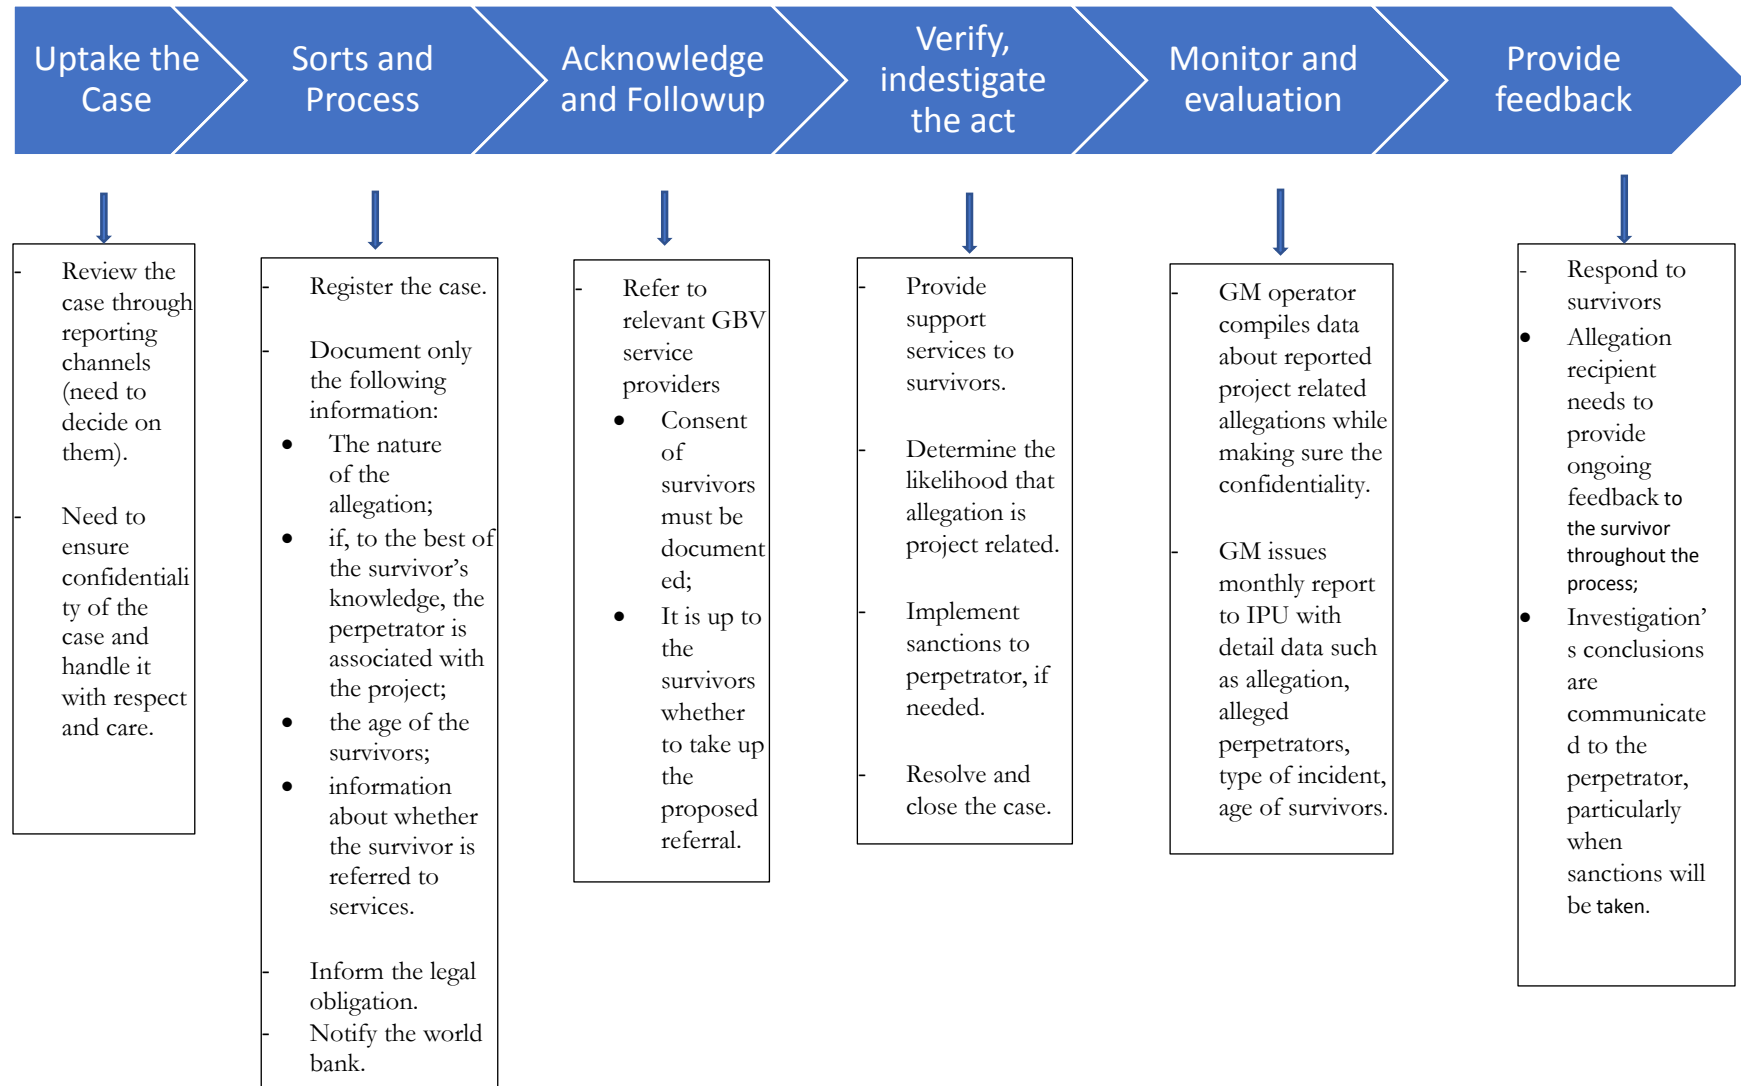 Uptake the
Case
Sorts and
Process
Acknowledge
and Followup
Verify,
indestigate
the act
Monitor and
evaluation
Provide
feedback
- Review the
case through
reporting
channels
(need to
decide on
them).
- Need to
ensure
confidentiali
ty of the
case and
handle it
with respect
and care.
- Register the case.
- Document only
the following
information:
● The nature
of the
allegation;
● if, to the best of
the survivor’s
knowledge, the
perpetrator is
associated with
the project;
● the age of the
survivors;
● information
about whether
the survivor is
referred to
services.
- Inform the legal
obligation.
- Notify the world
bank.
- Refer to
relevant GBV
service
providers
● Consent
of
survivors
must be
document
ed;
● It is up to
the
survivors
whether
to take up
the
proposed
referral.
- Provide
support
services to
survivors.
- Determine the
likelihood that
allegation is
project related.
- Implement
sanctions to
perpetrator, if
needed.
- Resolve and
close the case.
- GM operator
compiles data
about reported
project related
allegations while
making sure the
confidentiality.
- GM issues
monthly report
to IPU with
detail data such
as allegation,
alleged
perpetrators,
type of incident,
age of survivors.
- Respond to
survivors
● Allegation
recipient
needs to
provide
ongoing
feedback to
the survivor
throughout the
process;
● Investigation’
s conclusions
are
communicate
d to the
perpetrator,
particularly
when
sanctions will
be taken.